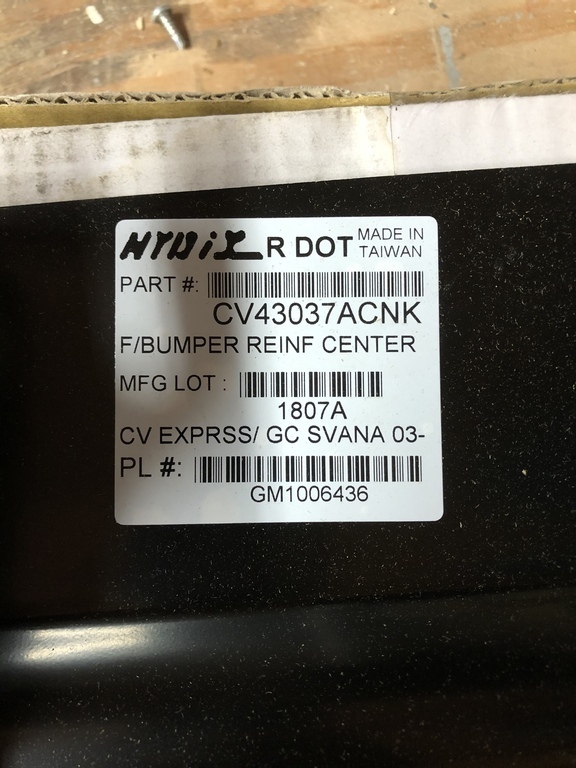 R DOT MADE IN TAIWAN
PART #:
CV43037ACNK
F/BUMPER REINF CENTER
MFG LOT :
1807A
CV EXPRSS/ GC SVANA 03-
PL #:
GM1006436